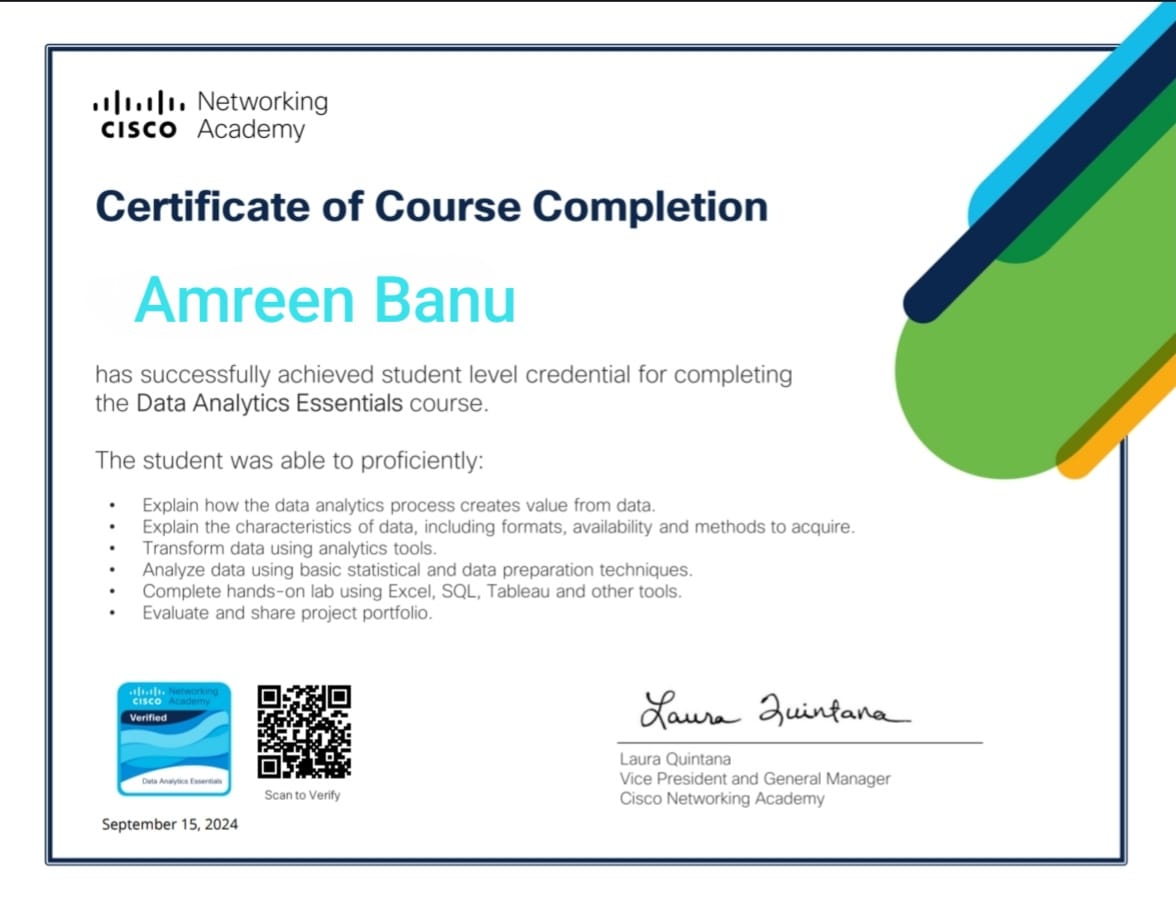 Networking
CISCO Academy
Certificate of Course Completion
Amreen Banu
has successfully achieved student level credential for completing
the Data Analytics Essentials course.
The student was able to proficiently:
• Explain how the data analytics process creates value from data.
• Explain the characteristics of data, including formats, availability and methods to acquire.
• Transform data using analytics tools.
• Analyze data using basic statistical and data preparation techniques.
• Complete hands-on lab using Excel, SQL, Tableau and other tools.
• Evaluate and share project portfolio.
Networking
CISCO Academy
Verified
Data Analytics Essentials
Scan to Verify
September 15, 2024
Laura Quintana
Laura Quintana
Vice President and General Manager
Cisco Networking Academy